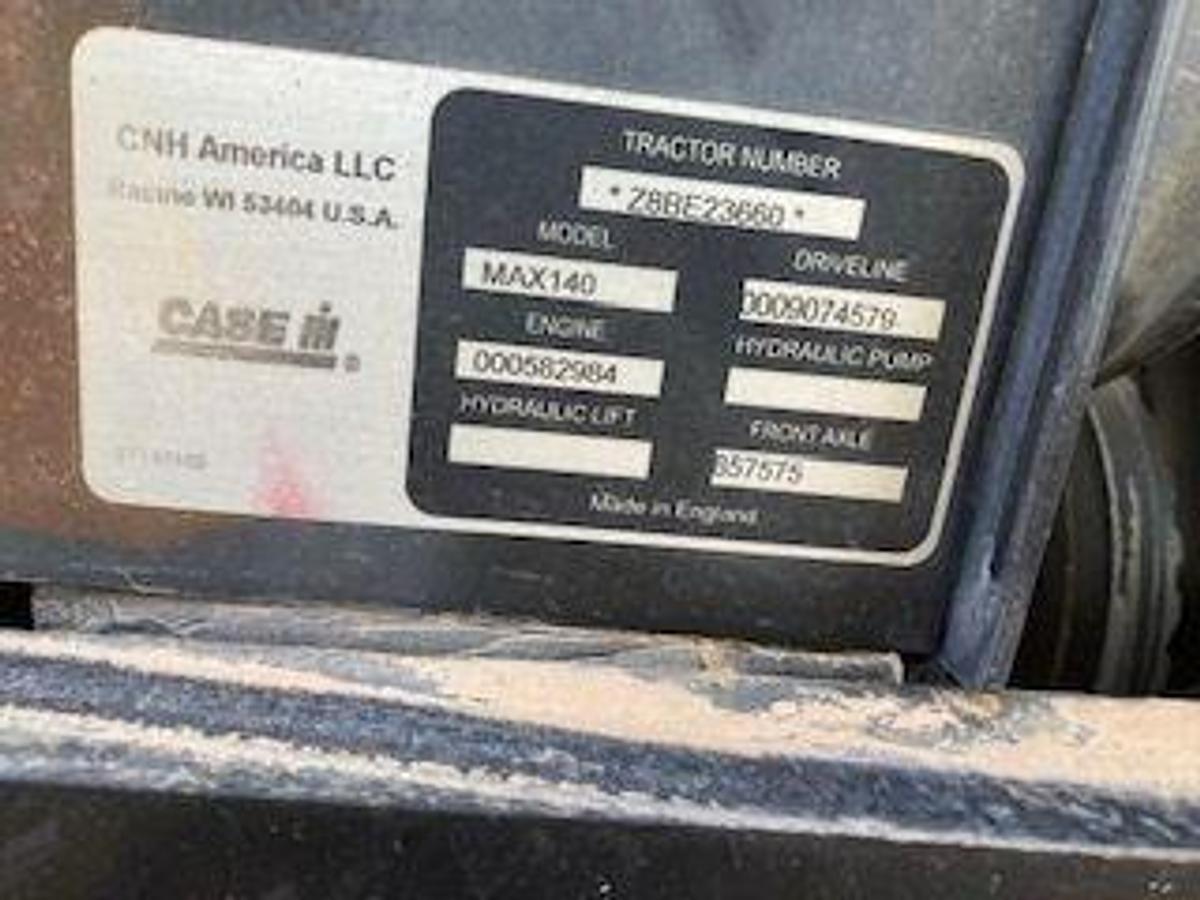 CNH America LLC
Racine WI 53404 U.S.A.
CASE IH
®
TRACTOR NUMBER
* Z8BE23660 *
MODEL
MAX140
DRIVELINE
0009074579
ENGINE
000582984
HYDRAULIC PUMP
HYDRAULIC LIFT
FRONT AXLE
857575
Made in England